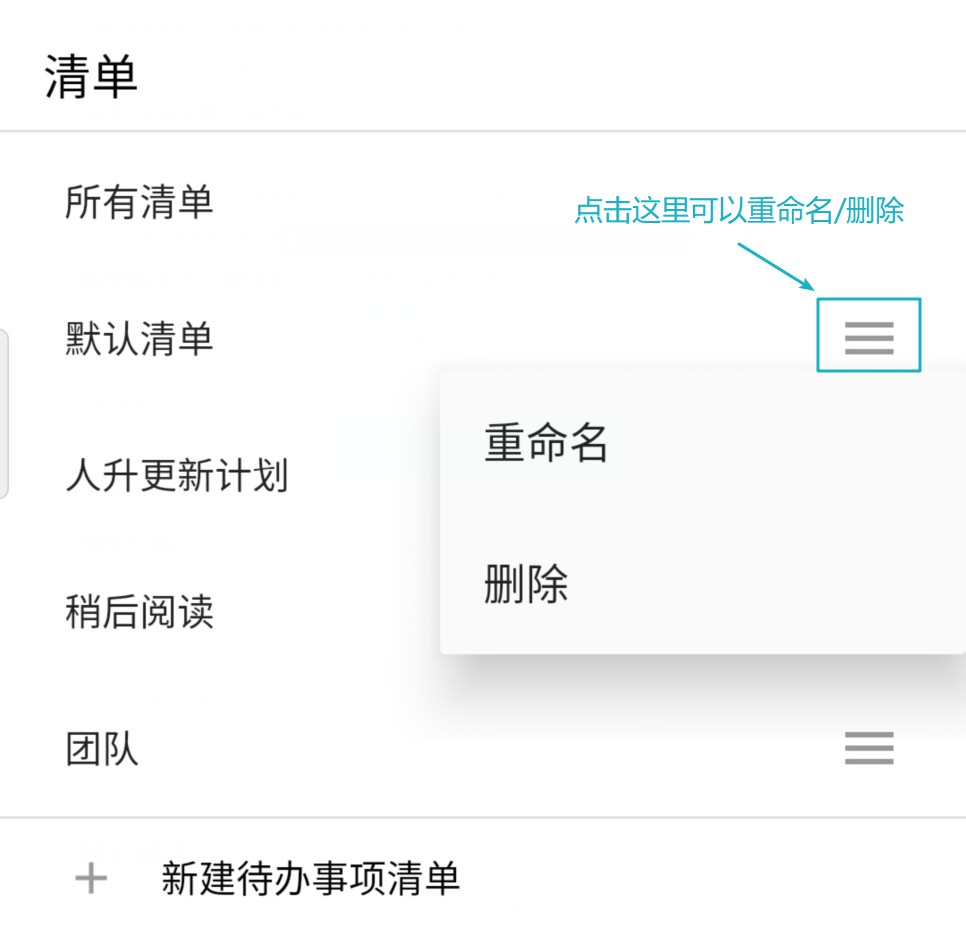 清单
所有清单
点击这里可以重命名/删除
默认清单
重命名
人升更新计划
删除
稍后阅读
团队
新建待办事项清单